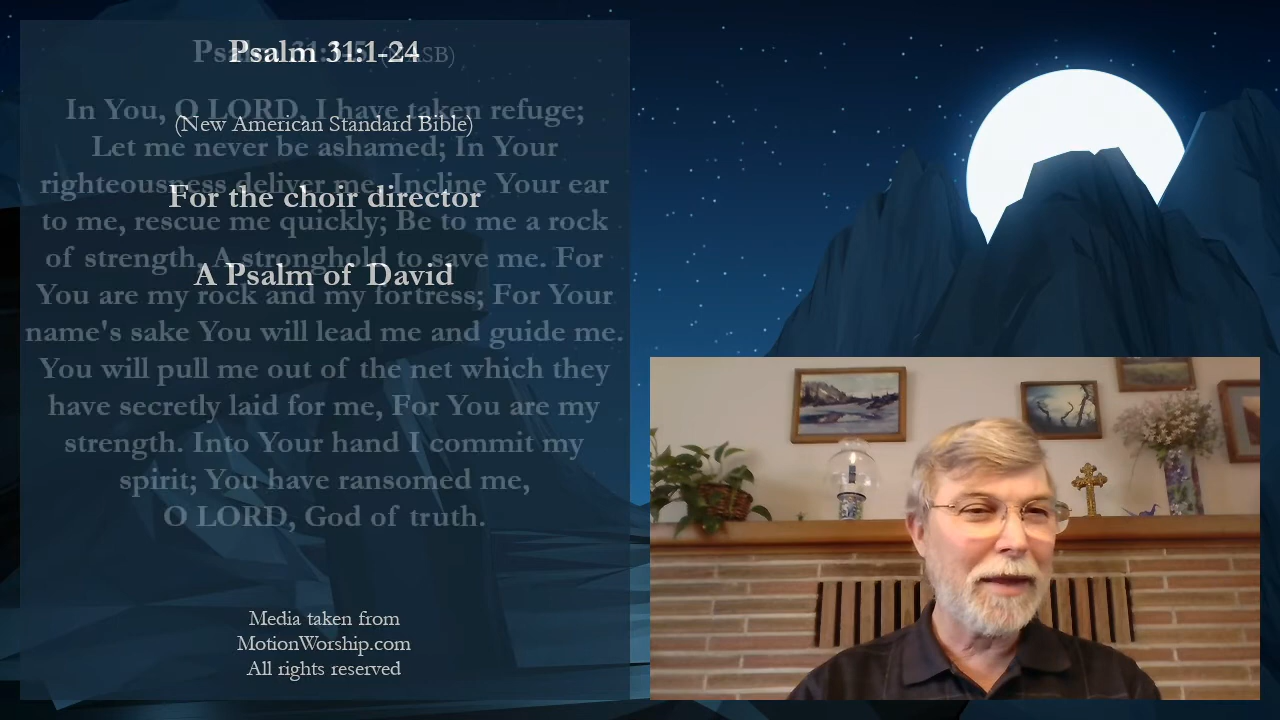 Psalm 31:1-24
(New American Standard Bible)
For the choir director
A Psalm of David
In You, O LORD, I have taken refuge;
Let me never be ashamed; In Your
righteousness deliver me. Incline Your ear
to me, rescue me quickly; Be to me a rock
of strength, A stronghold to save me. For
You are my rock and my fortress; For Your
name's sake You will lead me and guide me.
You will pull me out of the net which they
have secretly laid for me, For You are my
strength. Into Your hand I commit my
spirit; You have ransomed me,
O LORD, God of truth.
Media taken from
MotionWorship.com
All rights reserved